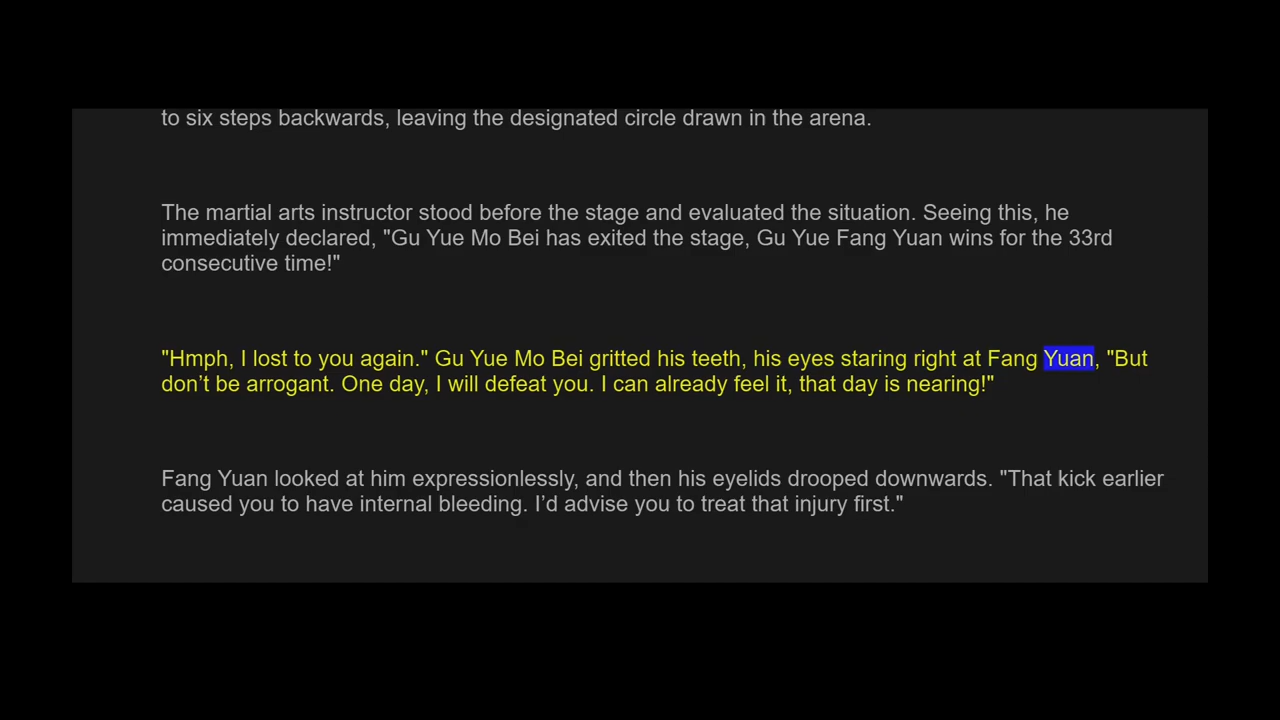 to six steps backwards, leaving the designated circle drawn in the arena.
The martial arts instructor stood before the stage and evaluated the situation. Seeing this, he
immediately declared, "Gu Yue Mo Bei has exited the stage, Gu Yue Fang Yuan wins for the 33rd
consecutive time!"
"Hmph, I lost to you again." Gu Yue Mo Bei gritted his teeth, his eyes staring right at Fang Yuan, "But
don’t be arrogant. One day, I will defeat you. I can already feel it, that day is nearing!"
Fang Yuan looked at him expressionlessly, and then his eyelids drooped downwards. "That kick earlier
caused you to have internal bleeding. I’d advise you to treat that injury first."